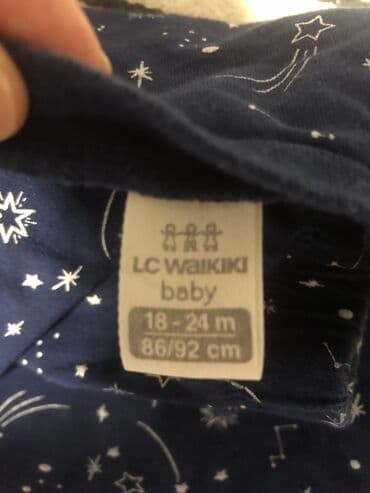 LC WAIKIKI
baby
18 - 24 m
86/92 cm